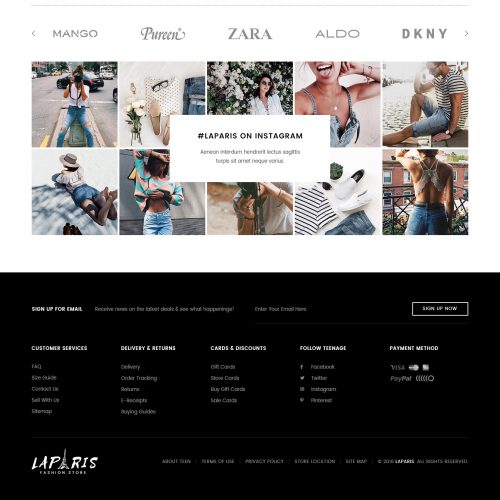 MANGO
Pureen
ZARA
ALDO
DKNY
#LAPARIS ON INSTAGRAM
Aenean interdum hendrerit lectus sagittis
turpis sit amet neque varius.
SIGN UP FOR EMAIL
Receive news on the latest deals & see what happenings!
Enter Your Email Here
SIGN UP NOW
CUSTOMER SERVICES
FAQ
Size Guide
Contact Us
Sell With Us
Sitemap
DELIVERY & RETURNS
Delivery
Order Tracking
Returns
E-Receipts
Buying Guides
CARDS & DISCOUNTS
Gift Cards
Store Cards
Buy Gift Cards
Sale Cards
FOLLOW TEENAGE
Facebook
Twitter
Instagram
Pinterest
PAYMENT METHOD
VISA
PayPal
LAPARIS
FASHION STORE
ABOUT TEEN | TERMS OF USE | PRIVACY POLICY | STORE LOCATION | SITE MAP | © 2016 LAPARIS. ALL RIGHTS RESERVED.